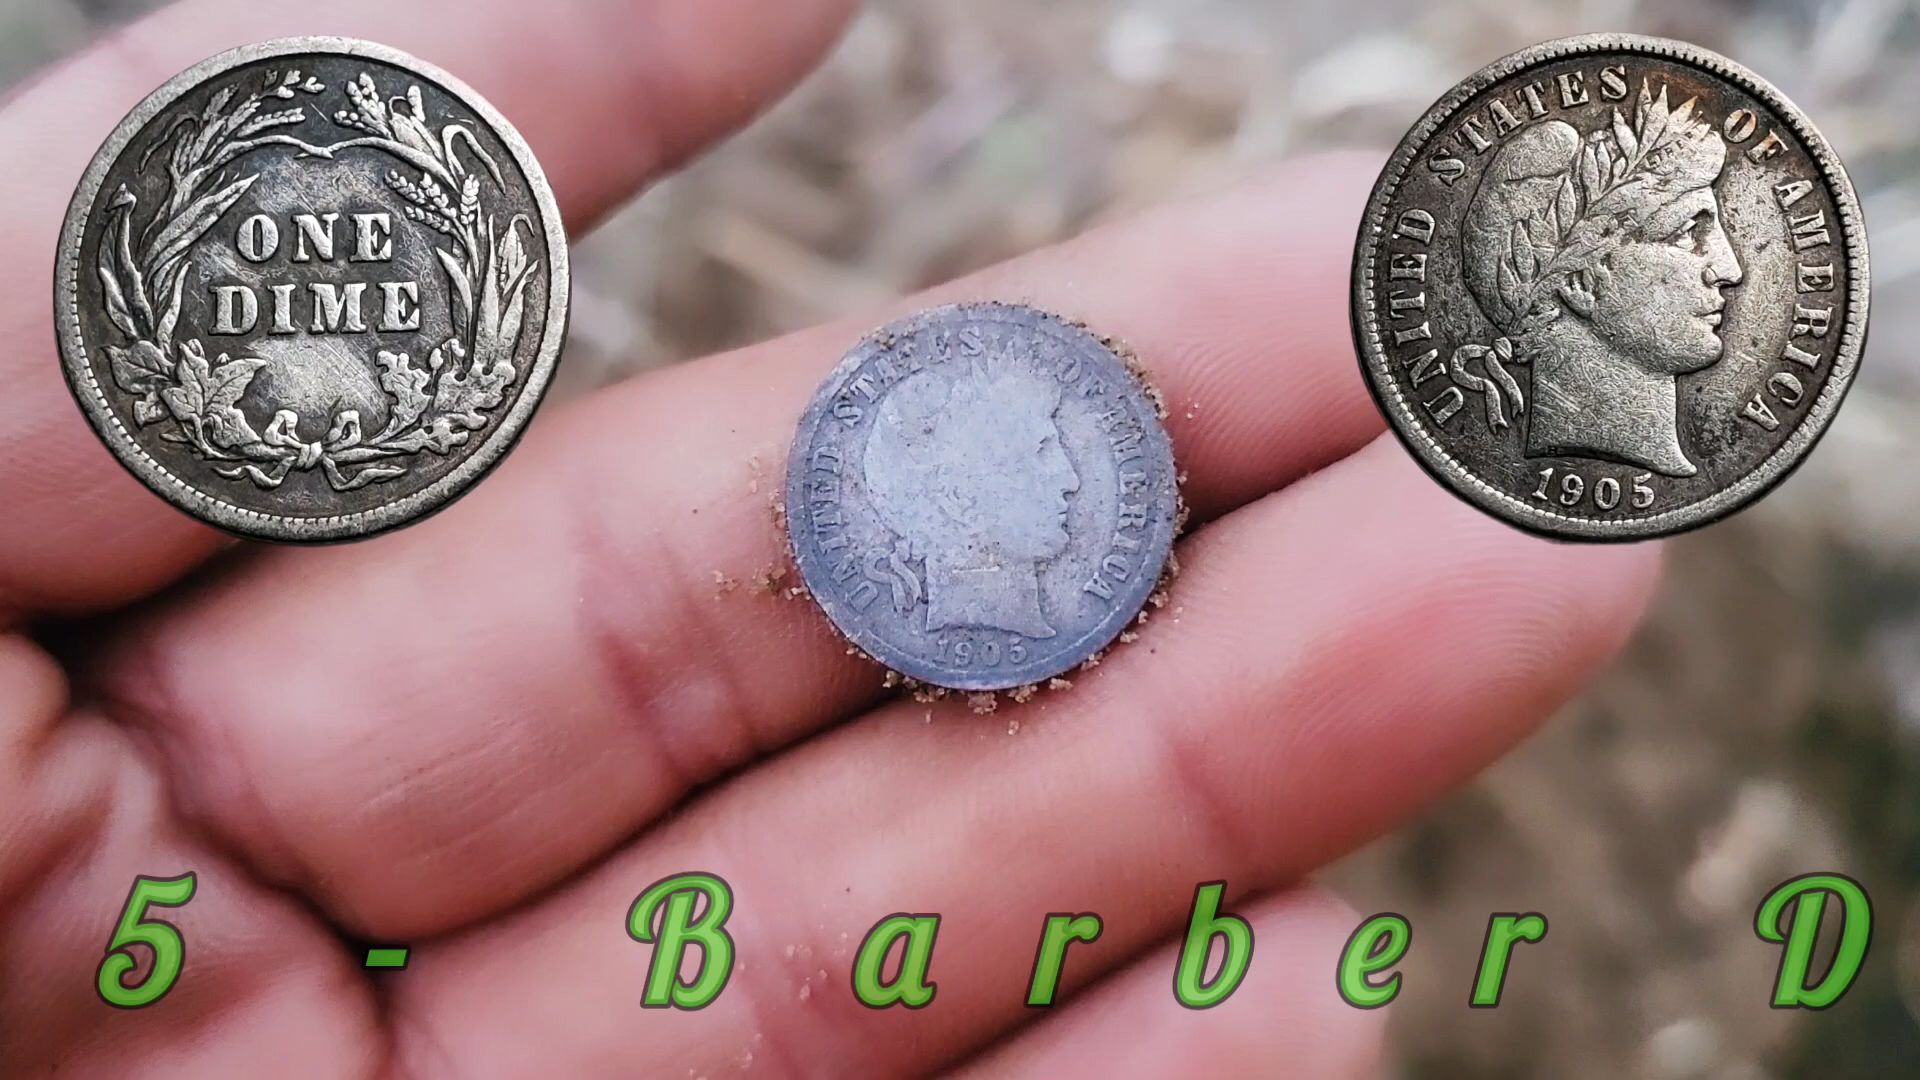 ONE
DIME
UNITED STATES OF AMERICA
1905
UNITED STATES OF AMERICA
1905
5 - Barber D